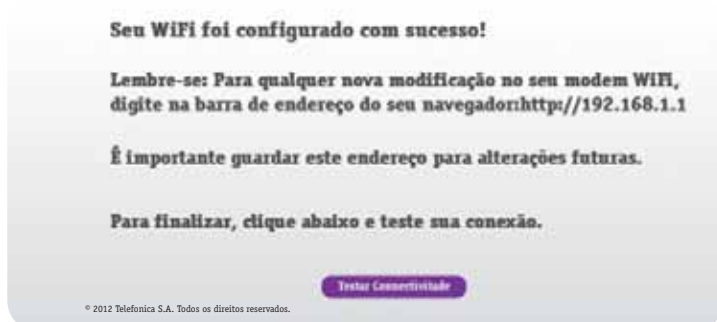 Seu WiFi foi configurado com sucesso!
Lembre-se: Para qualquer nova modificação no seu modem WiFi,
digite na barra de endereço do seu navegador:http://192.168.1.1
É importante guardar este endereço para alterações futuras.
Para finalizar, clique abaixo e teste sua conexão.
Testar Connectivitade
© 2012 Telefonica S.A. Todos os direitos reservados.